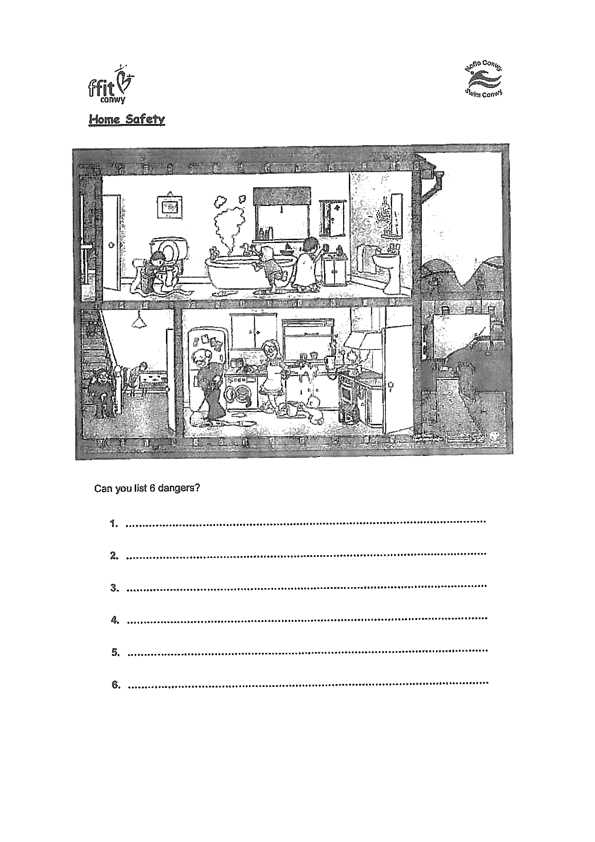 ffit
conwy
Nofio Conwy
Swim Conwy
Home Safety
Can you list 6 dangers?
1.
2.
3.
4.
5.
6.